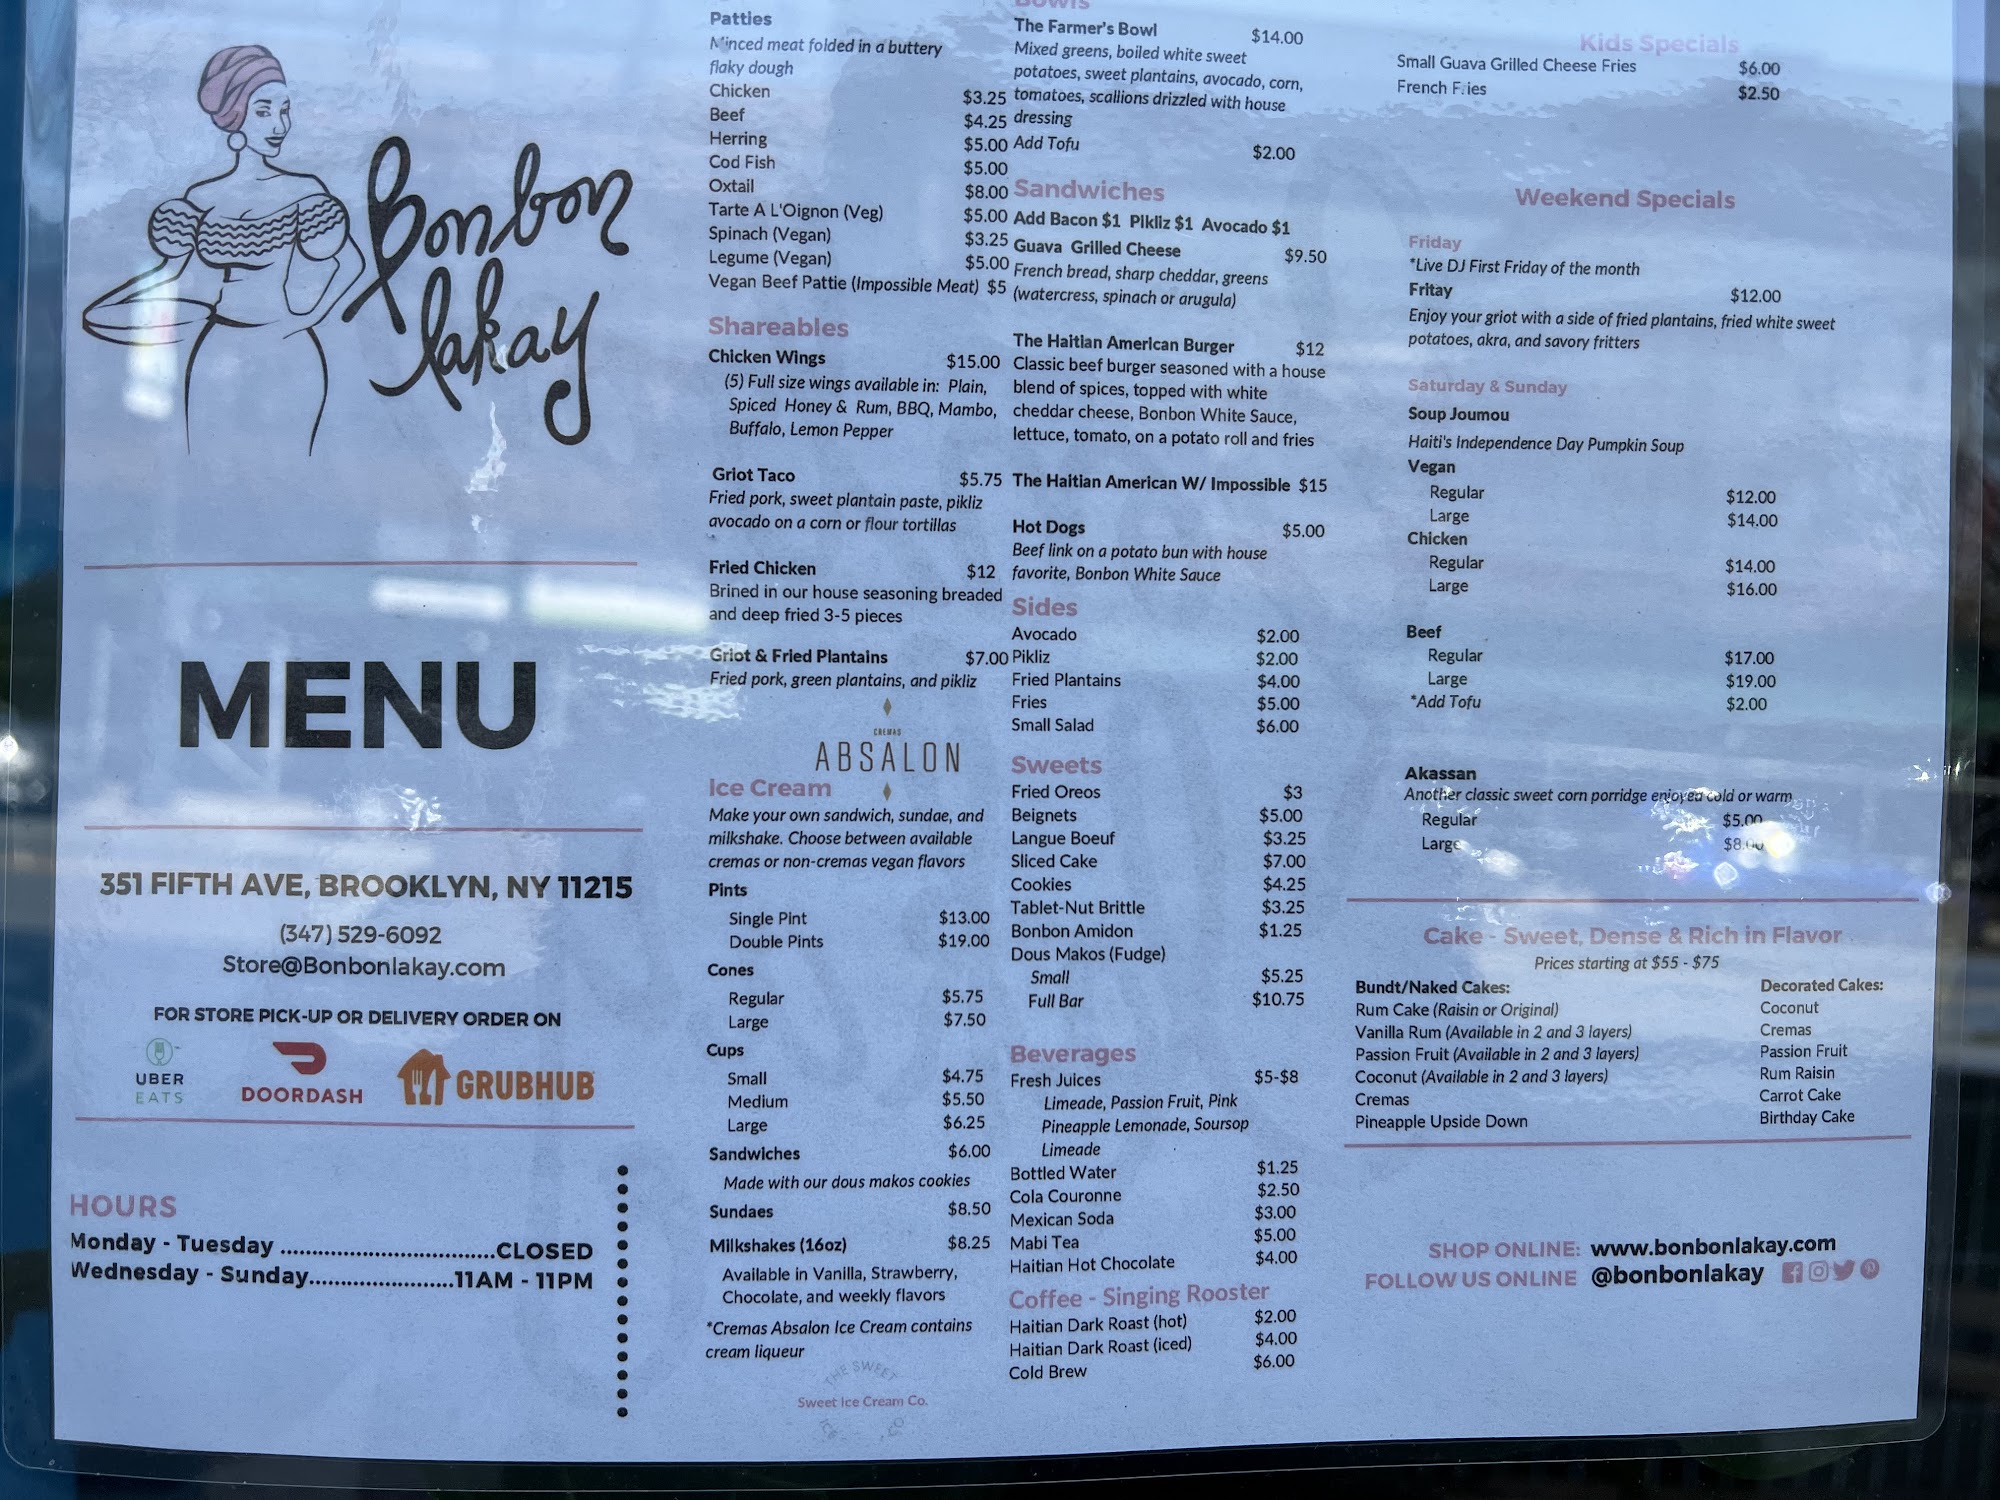 Bonbon
lakay
MENU
351 FIFTH AVE, BROOKLYN, NY 11215
(347) 529-6092
Store@Bonbonlakay.com
FOR STORE PICK-UP OR DELIVERY ORDER ON
UBER
EATS
DOORDASH
GRUBHUB
HOURS
Monday - Tuesday ..................................CLOSED
Wednesday - Sunday.......................11AM - 11PM
Patties
Minced meat folded in a buttery
flaky dough
Chicken $3.25
Beef $4.25
Herring $5.00
Cod Fish $5.00
Oxtail $8.00
Tarte A L'Oignon (Veg) $5.00
Spinach (Vegan) $3.25
Legume (Vegan) $5.00
Vegan Beef Pattie (Impossible Meat) $5
Shareables
Chicken Wings $15.00
(5) Full size wings available in: Plain,
Spiced Honey & Rum, BBQ, Mambo,
Buffalo, Lemon Pepper
Griot Taco $5.75
Fried pork, sweet plantain paste, pikliz
avocado on a corn or flour tortillas
Fried Chicken $12
Brined in our house seasoning breaded
and deep fried 3-5 pieces
Griot & Fried Plantains $7.00
Fried pork, green plantains, and pikliz
CREMAS
ABSALON
Ice Cream
Make your own sandwich, sundae, and
milkshake. Choose between available
cremas or non-cremas vegan flavors
Pints
Single Pint $13.00
Double Pints $19.00
Cones
Regular $5.75
Large $7.50
Cups
Small $4.75
Medium $5.50
Large $6.25
Sandwiches $6.00
Made with our dous makos cookies
Sundaes $8.50
Milkshakes (16oz) $8.25
Available in Vanilla, Strawberry,
Chocolate, and weekly flavors
*Cremas Absalon Ice Cream contains
cream liqueur
THE SWEET
Sweet Ice Cream Co.
Bowls
The Farmer's Bowl $14.00
Mixed greens, boiled white sweet
potatoes, sweet plantains, avocado, corn,
tomatoes, scallions drizzled with house
dressing
Add Tofu $2.00
Sandwiches
Add Bacon $1 Pikliz $1 Avocado $1
Guava Grilled Cheese $9.50
French bread, sharp cheddar, greens
(watercress, spinach or arugula)
The Haitian American Burger $12
Classic beef burger seasoned with a house
blend of spices, topped with white
cheddar cheese, Bonbon White Sauce,
lettuce, tomato, on a potato roll and fries
The Haitian American W/ Impossible $15
Hot Dogs $5.00
Beef link on a potato bun with house
favorite, Bonbon White Sauce
Sides
Avocado $2.00
Pikliz $2.00
Fried Plantains $4.00
Fries $5.00
Small Salad $6.00
Sweets
Fried Oreos $3
Beignets $5.00
Langue Boeuf $3.25
Sliced Cake $7.00
Cookies $4.25
Tablet-Nut Brittle $3.25
Bonbon Amidon $1.25
Dous Makos (Fudge)
Small $5.25
Full Bar $10.75
Beverages
Fresh Juices $5-$8
Limeade, Passion Fruit, Pink
Pineapple Lemonade, Soursop
Limeade
Bottled Water $1.25
Cola Couronne $2.50
Mexican Soda $3.00
Mabi Tea $5.00
Haitian Hot Chocolate $4.00
Coffee - Singing Rooster
Haitian Dark Roast (hot) $2.00
Haitian Dark Roast (iced) $4.00
Cold Brew $6.00
Kids Specials
Small Guava Grilled Cheese Fries $6.00
French Fries $2.50
Weekend Specials
Friday
*Live DJ First Friday of the month
Fritay $12.00
Enjoy your griot with a side of fried plantains, fried white sweet
potatoes, akra, and savory fritters
Saturday & Sunday
Soup Joumou
Haiti's Independence Day Pumpkin Soup
Vegan
Regular $12.00
Large $14.00
Chicken
Regular $14.00
Large $16.00
Beef
Regular $17.00
Large $19.00
*Add Tofu $2.00
Akassan
Another classic sweet corn porridge enjoyed cold or warm
Regular $5.00
Large $8.00
Cake - Sweet, Dense & Rich in Flavor
Prices starting at $55 - $75
Bundt/Naked Cakes:
Rum Cake (Raisin or Original)
Vanilla Rum (Available in 2 and 3 layers)
Passion Fruit (Available in 2 and 3 layers)
Coconut (Available in 2 and 3 layers)
Cremas
Pineapple Upside Down
Decorated Cakes:
Coconut
Cremas
Passion Fruit
Rum Raisin
Carrot Cake
Birthday Cake
SHOP ONLINE: www.bonbonlakay.com
FOLLOW US ONLINE @bonbonlakay